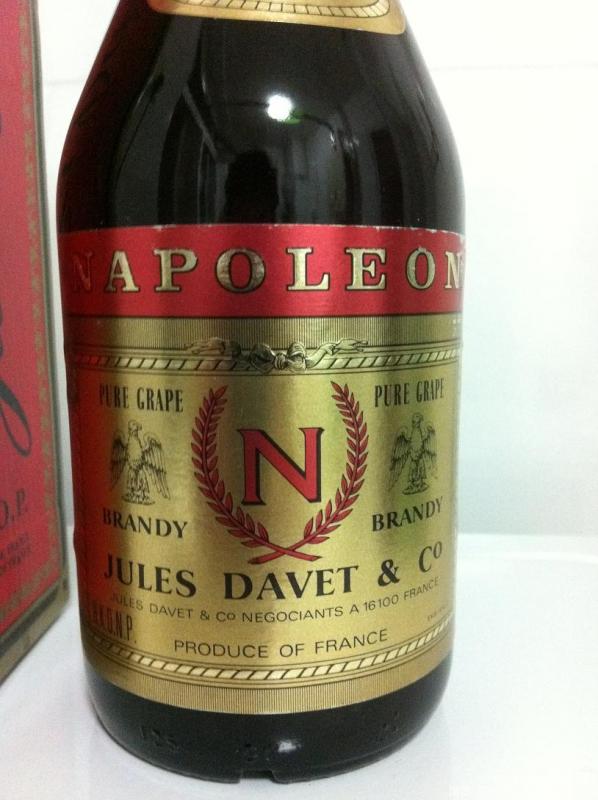 NAPOLEON
PURE GRAPE
BRANDY
N
PURE GRAPE
BRANDY
JULES DAVET & Co
JULES DAVET & Co NEGOCIANTS A 16100 FRANCE
PRODUCE OF FRANCE